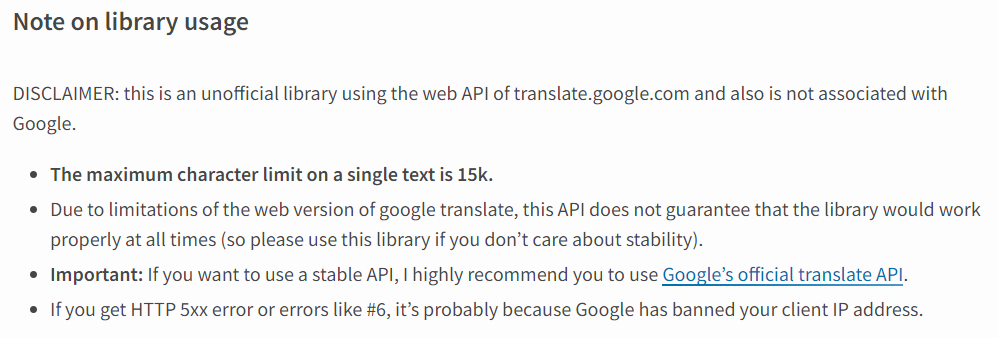 Note on library usage
DISCLAIMER: this is an unofficial library using the web API of translate.google.com and also is not associated with
Google.
• The maximum character limit on a single text is 15k.
• Due to limitations of the web version of google translate, this API does not guarantee that the library would work
properly at all times (so please use this library if you don’t care about stability).
• Important: If you want to use a stable API, I highly recommend you to use Google’s official translate API.
• If you get HTTP 5xx error or errors like #6, it’s probably because Google has banned your client IP address.